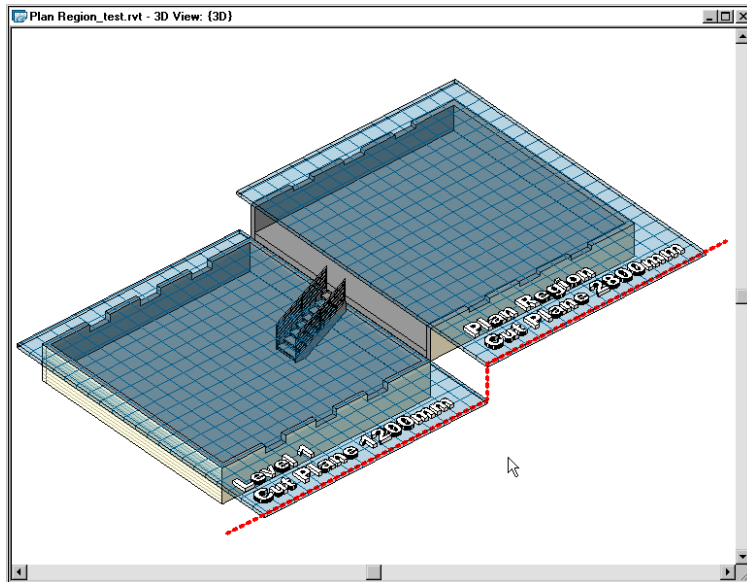 Plan Region_test.rvt - 3D View: {3D}
Plan Region
Cut Plane 2800mm
Level 1
Cut Plane 1200mm